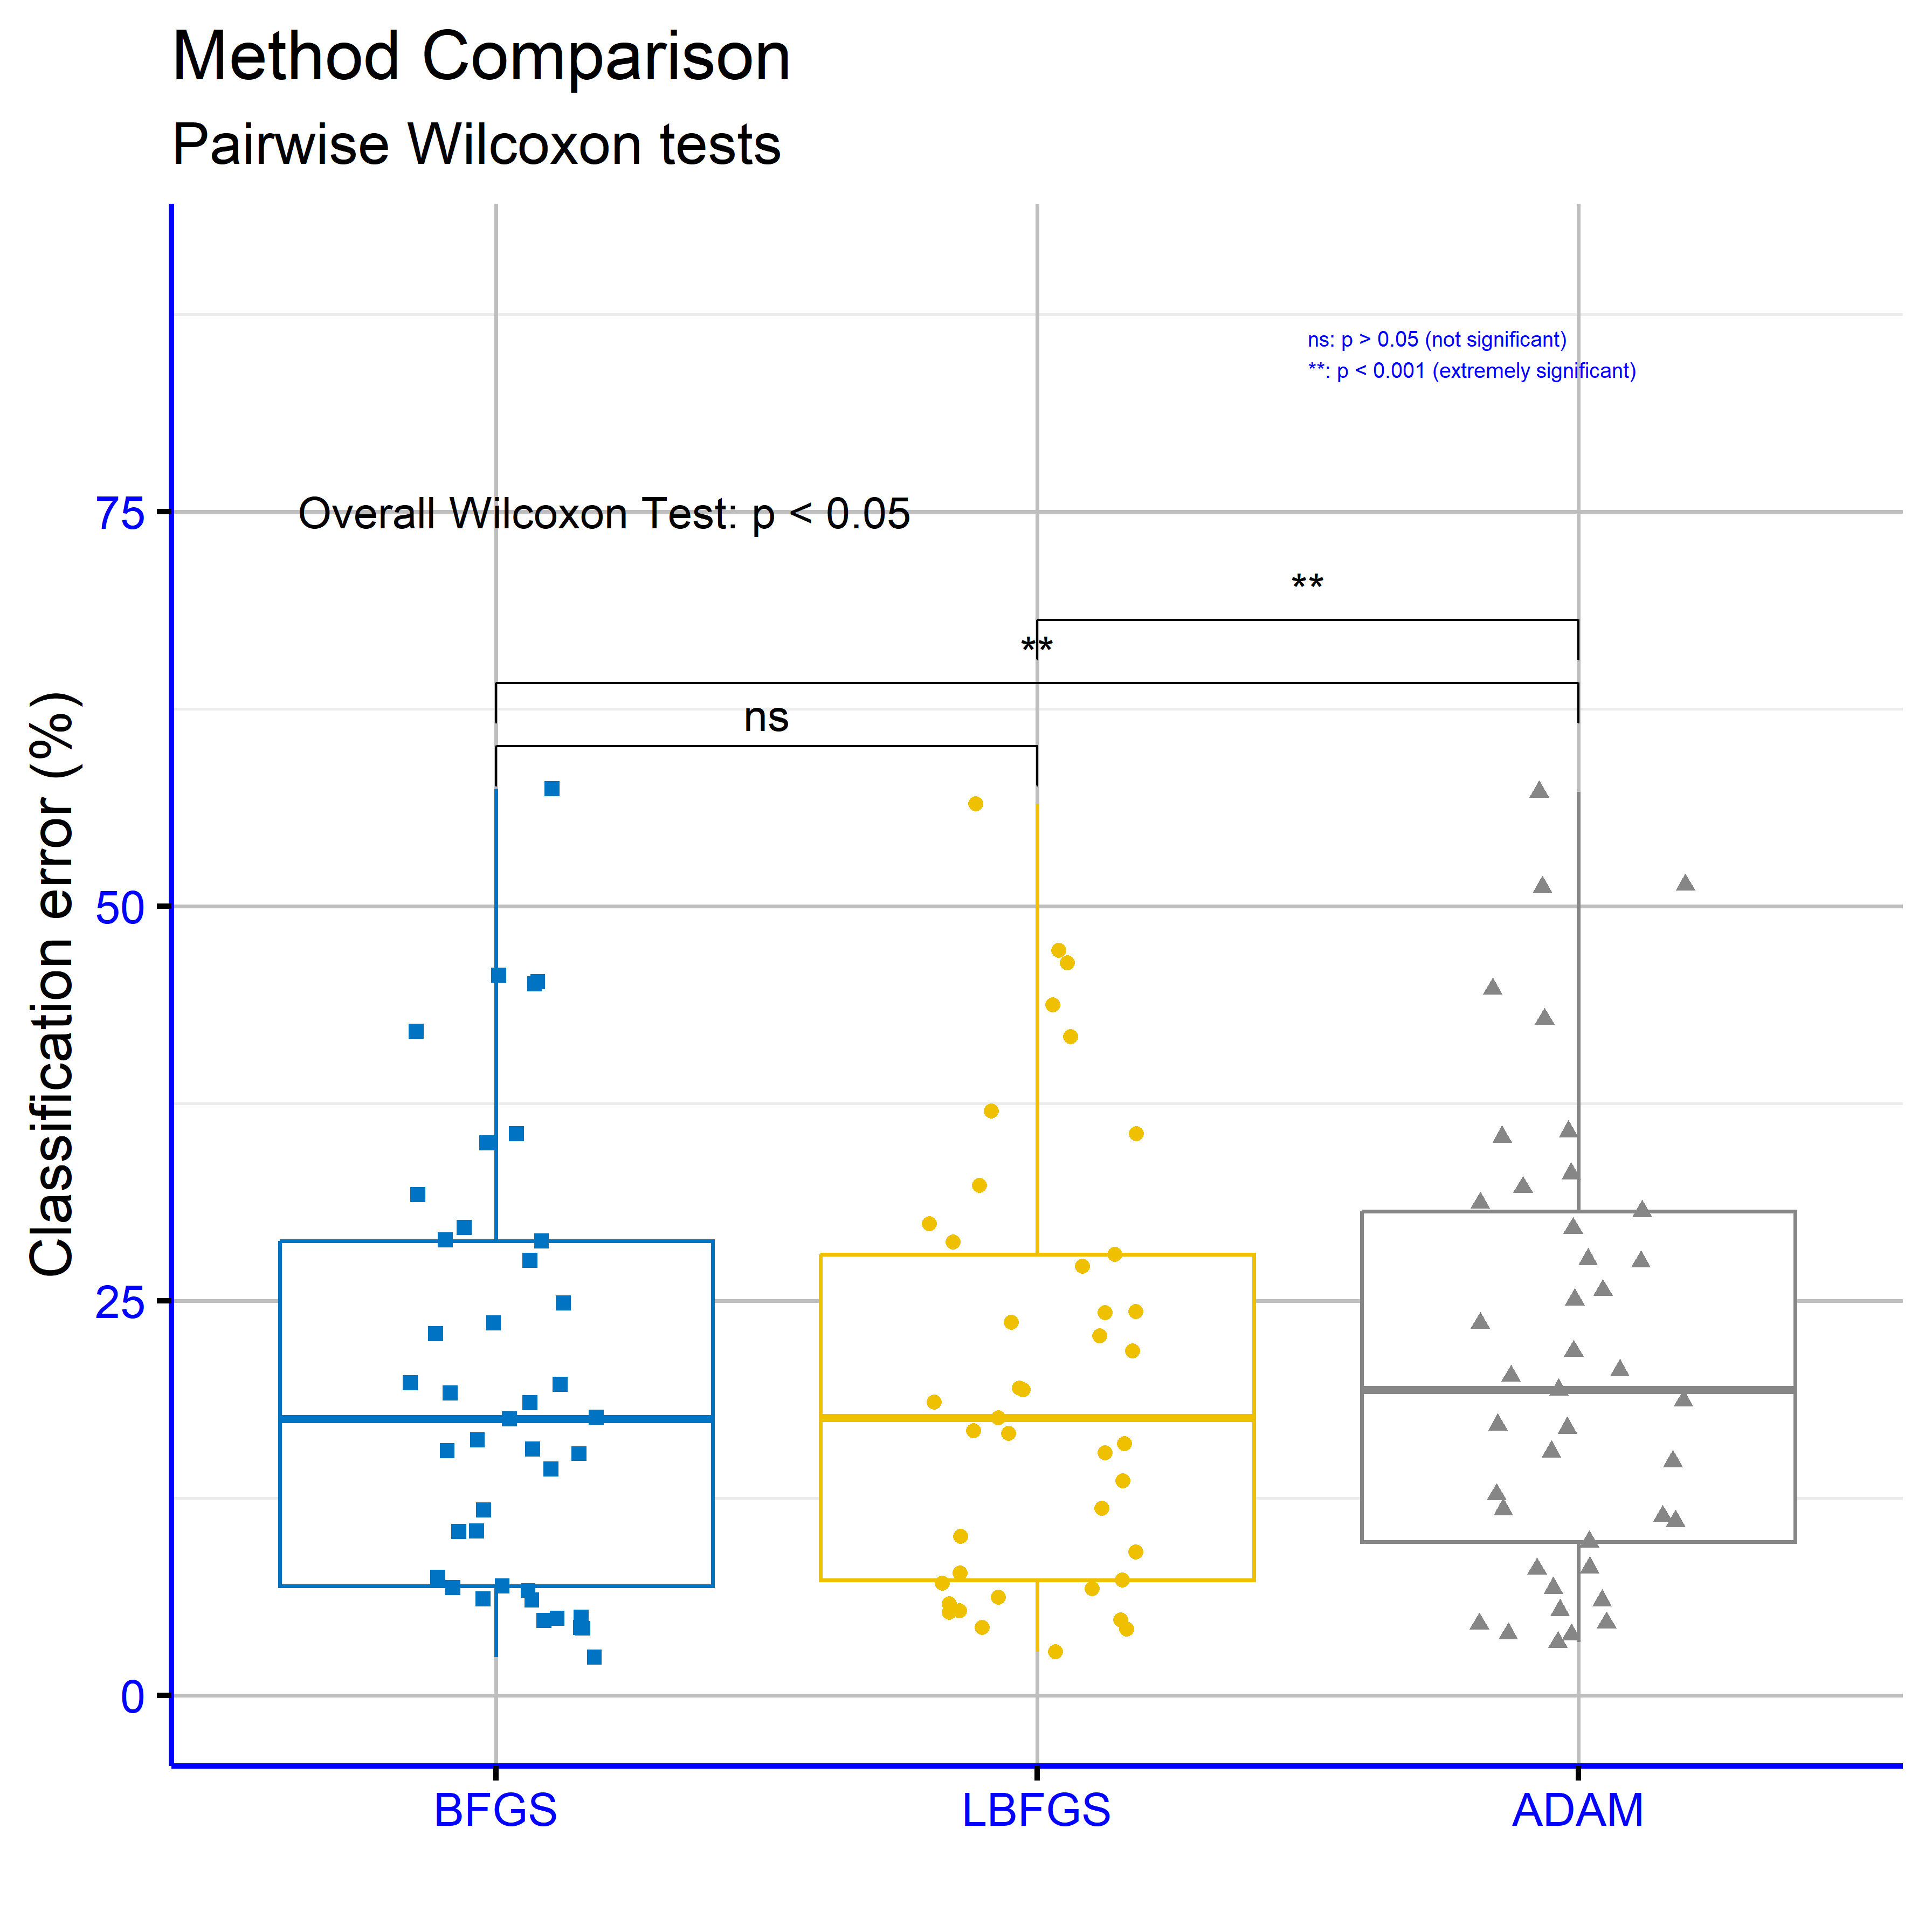 Method Comparison
Pairwise Wilcoxon tests
ns: p > 0.05 (not significant)
**: p < 0.001 (extremely significant)
75
Overall Wilcoxon Test: p < 0.05
**
**
ns
Classification error (%)
50
25
0
BFGS
LBFGS
ADAM